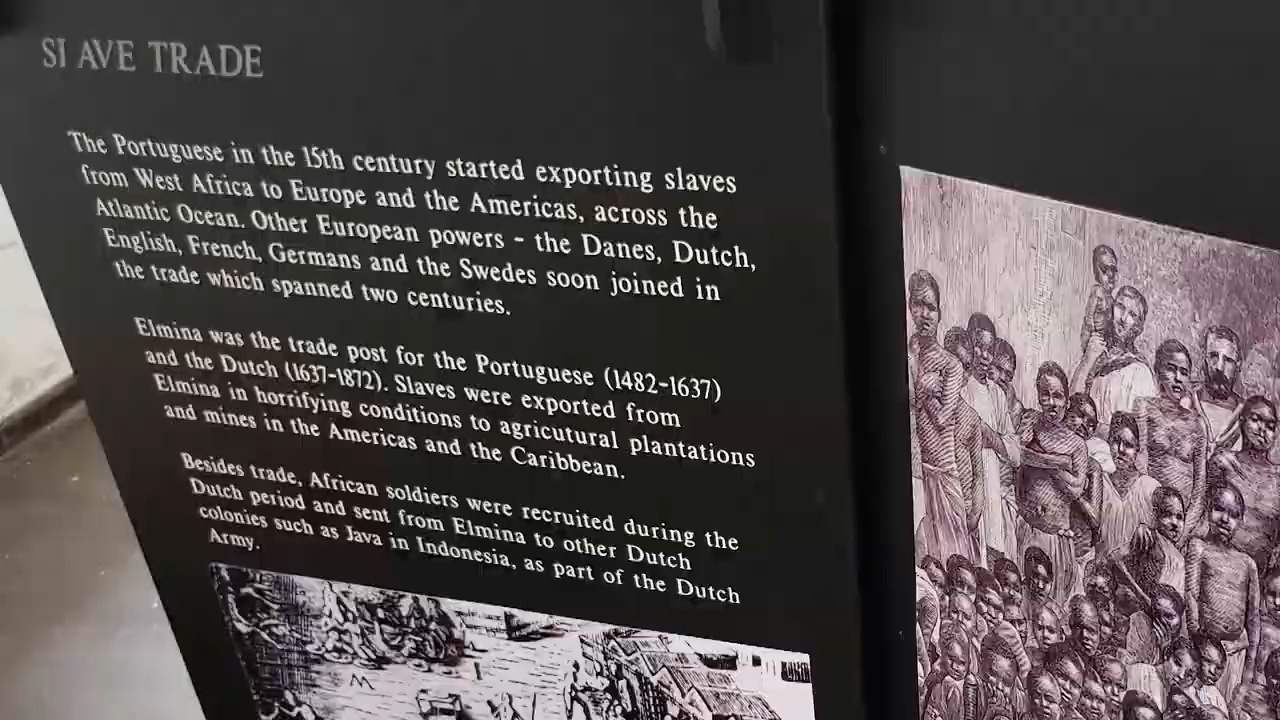 SLAVE TRADE
The Portuguese in the 15th century started exporting slaves
from West Africa to Europe and the Americas, across the
Atlantic Ocean. Other European powers - the Danes, Dutch,
English, French, Germans and the Swedes soon joined in
the trade which spanned two centuries.
Elmina was the trade post for the Portuguese (1482-1637)
and the Dutch (1637-1872). Slaves were exported from
Elmina in horrifying conditions to agricutural plantations
and mines in the Americas and the Caribbean.
Besides trade, African soldiers were recruited during the
Dutch period and sent from Elmina to other Dutch
colonies such as Java in Indonesia, as part of the Dutch
Army.